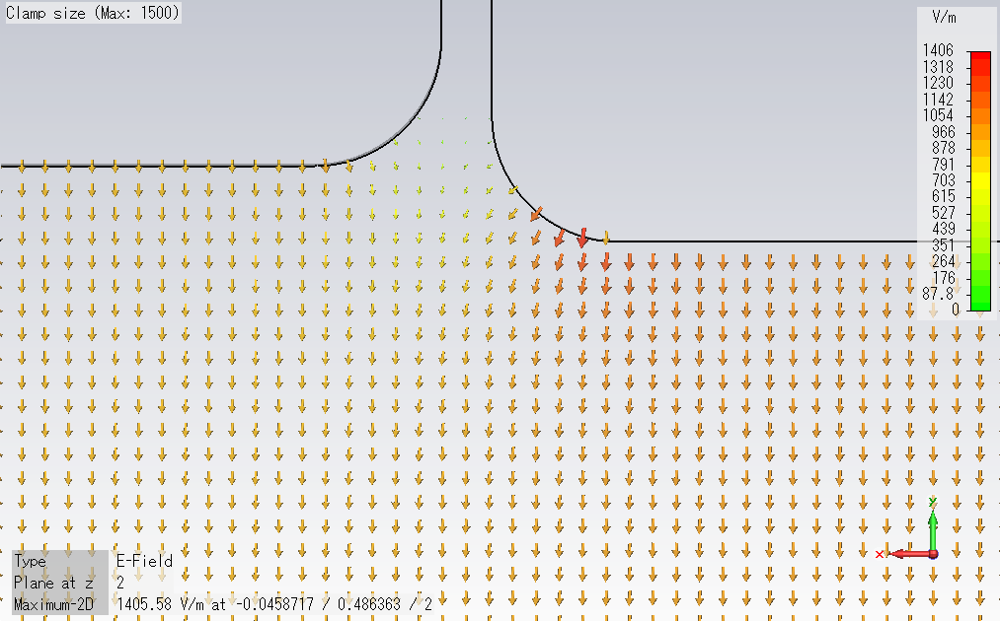 Clamp size (Max: 1500)
V/m
1406
1318
1230
1142
1054
966
878
791
703
615
527
439
351
264
176
87.8
0
y
x
Type E-Field
Plane at z 2
Maximum-2D 1405.58 V/m at -0.0458717 / 0.486363 / 2